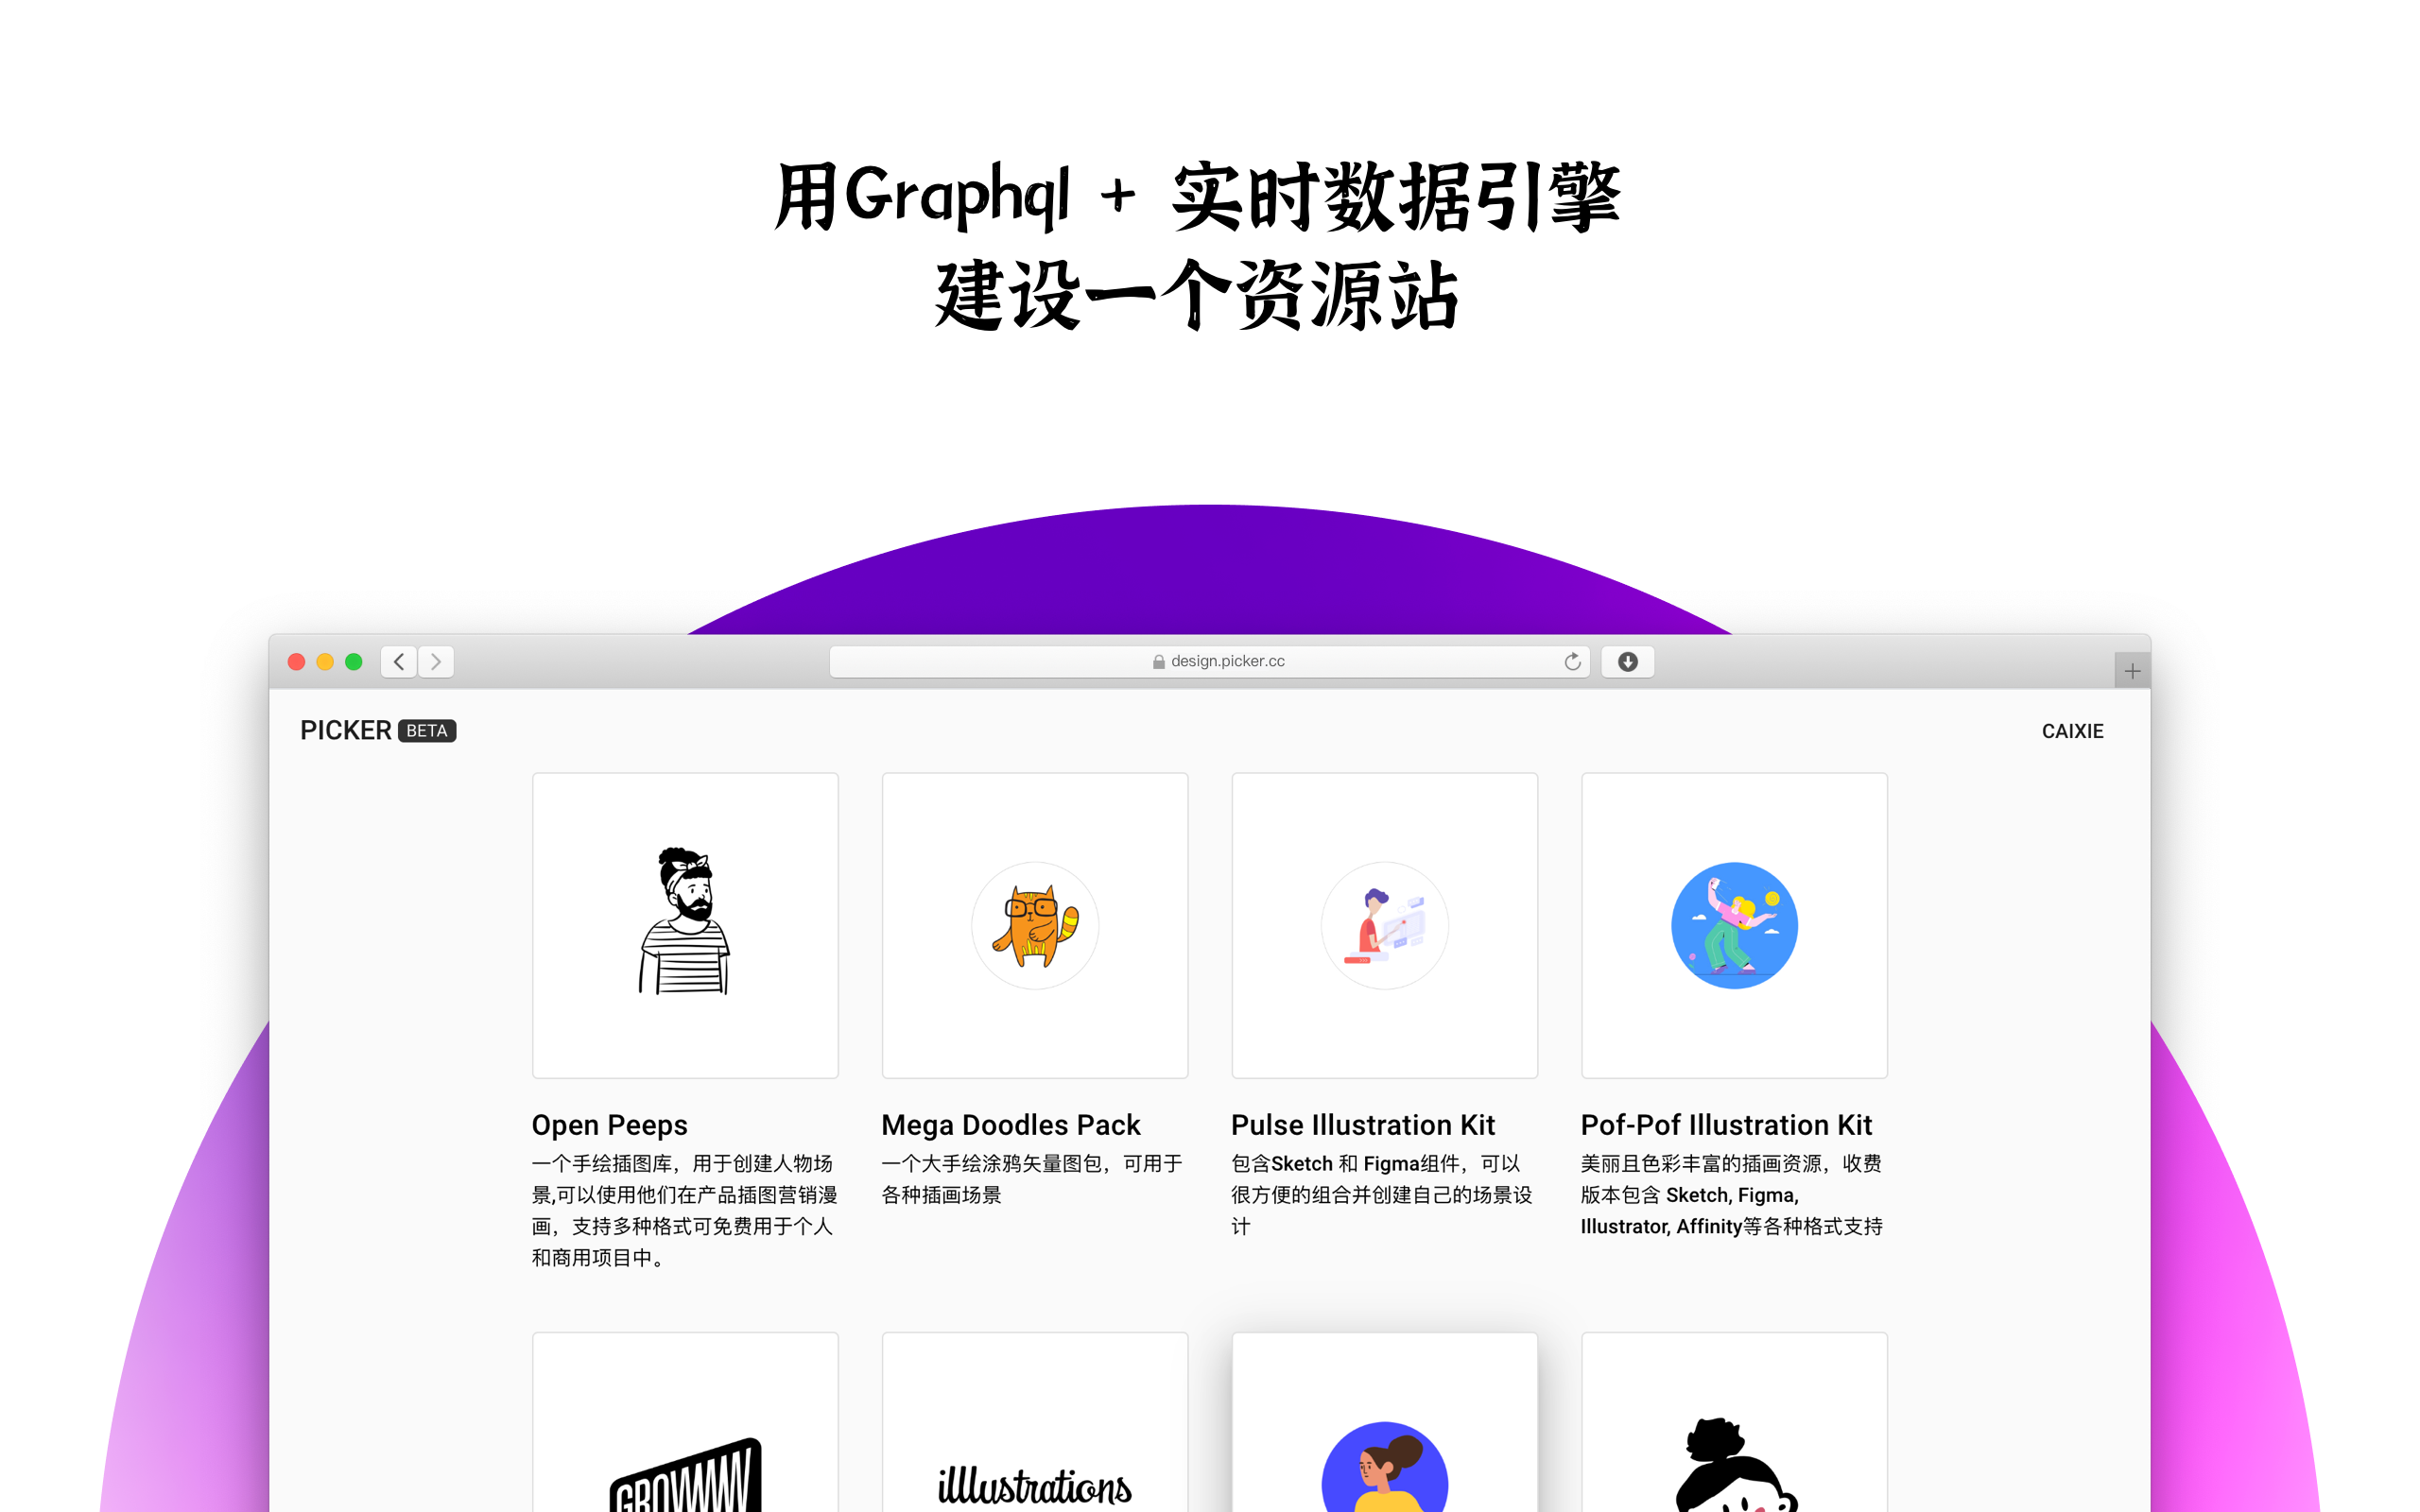 用Graphql + 实时数据引擎
建设一个资源站
design.picker.cc
PICKER BETA
CAIXIE
Open Peeps
一个手绘插图库，用于创建人物场
景,可以使用他们在产品插图营销漫
画，支持多种格式可免费用于个人
和商用项目中。
Mega Doodles Pack
一个大手绘涂鸦矢量图包，可用于
各种插画场景
Pulse Illustration Kit
包含Sketch 和 Figma组件，可以
很方便的组合并创建自己的场景设
计
Pof-Pof Illustration Kit
美丽且色彩丰富的插画资源，收费
版本包含 Sketch, Figma,
Illustrator, Affinity等各种格式支持
GROWWW
illlustrations